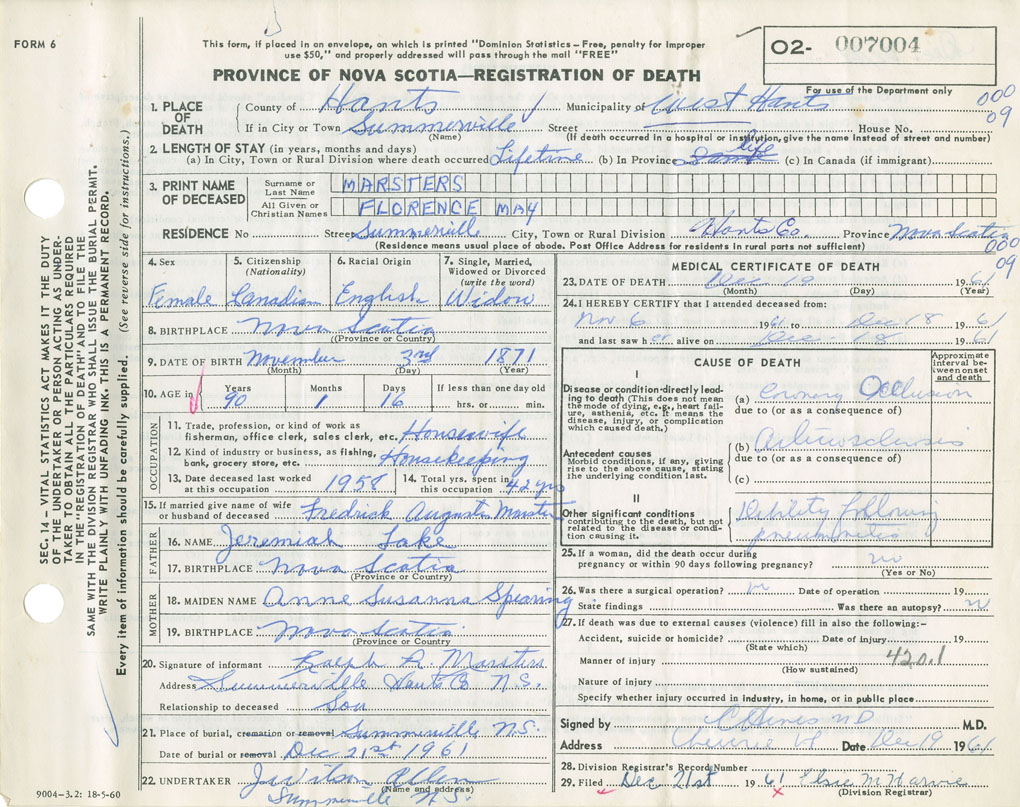 FORM 6
This form, if placed in an envelope, on which is printed "Dominion Statistics – Free, penalty for improper
use $50," and properly addressed will pass through the mail "FREE"
O2- 007004
PROVINCE OF NOVA SCOTIA—REGISTRATION OF DEATH
For use of the Department only
000
09
1. PLACE OF DEATH
County of Hants Municipality of West Hants
If in City or Town Summerville Street House No.
(Name) (If death occurred in a hospital or institution, give the name instead of street and number)
2. LENGTH OF STAY (in years, months and days)
(a) In City, Town or Rural Division where death occurred Lifetime (b) In Province life (c) In Canada (if immigrant)
3. PRINT NAME OF DECEASED
Surname or Last Name MARSTERS
All Given or Christian Names FLORENCE MAY
RESIDENCE No Street Summerville City, Town or Rural Division Hants Co. Province Nova Scotia
(Residence means usual place of abode. Post Office Address for residents in rural parts not sufficient)
000
09
4. Sex
Female
5. Citizenship
(Nationality)
Canadian
6. Racial Origin
English
7. Single, Married, Widowed or Divorced
(write the word)
Widow
8. BIRTHPLACE Nova Scotia
(Province or County)
9. DATE OF BIRTH November 3rd 1871
(Month) (Day) (Year)
10. AGE in
Years Months Days If less than one day old
90 1 16 hrs. or min.
OCCUPATION
11. Trade, profession, or kind of work as
fisherman, office clerk, sales clerk, etc. Housewife
12. Kind of industry or business, as fishing,
bank, grocery store, etc. Housekeeping
13. Date deceased last worked at this occupation 1958
14. Total yrs. spent in this occupation 42 yrs
15. If married give name of wife
or husband of deceased Fredrick Augustis Marsters
FATHER
16. NAME Jeremiah Lake
17. BIRTHPLACE Nova Scotia
(Province or Country)
MOTHER
18. MAIDEN NAME Anne Susanna Spearing
19. BIRTHPLACE Nova Scotia
(Province or Country)
20. Signature of informant Ralph A. Marsters
Address Summerville Hants Co N.S.
Relationship to deceased Son
21. Place of burial, cremation or removal Summerville N.S.
Date of burial or removal Dec 21st 1961
22. UNDERTAKER J. Wilson Allen
(Name and address)
Summerville N.S.
9004–3.2: 18-5-60
MEDICAL CERTIFICATE OF DEATH
23. DATE OF DEATH Dec 19 1961
(Month) (Day) (Year)
24. I HEREBY CERTIFY that I attended deceased from:
Nov 6 1961 to Dec 18 1961
and last saw her alive on Dec. 18 1961
CAUSE OF DEATH
Approximate interval between onset and death
I
Disease or condition directly leading to death (This does not mean the mode of dying, e.g., heart failure, asthenia, etc. It means the disease, injury, or complication which caused death.)
(a) Coronary Occlusion
due to (or as a consequence of)
Antecedent causes
Morbid conditions, if any, giving rise to the above cause, stating the underlying condition last.
(b) Arteriosclerosis
due to (or as a consequence of)
(c)
II
Other significant conditions contributing to the death, but not related to the disease or condition causing it.
Debility following
pneumonitis
25. If a woman, did the death occur during
pregnancy or within 90 days following pregnancy? no
(Yes or No)
26. Was there a surgical operation? no Date of operation 19
State findings Was there an autopsy? no
27. If death was due to external causes (violence) fill in also the following:-
Accident, suicide or homicide? Date of injury 19
(State which)
Manner of injury 420.1
(How sustained)
Nature of injury
Specify whether injury occurred in industry, in home, or in public place
Signed by M.D. M.D.
Address Date Dec 19 1961
28. Division Registrar's Record Number
29. Filed Dec 21st 1961 Elsie M Harvie
(Division Registrar)
SEC. 14 – VITAL STATISTICS ACT MAKES IT THE DUTY
OF THE UNDERTAKER OR PERSON ACTING AS UNDER-
TAKER TO OBTAIN ALL THE PARTICULARS REQUIRED
IN THE "REGISTRATION OF DEATH" AND TO FILE THE
SAME WITH THE DIVISION REGISTRAR WHO SHALL ISSUE THE BURIAL PERMIT.
WRITE PLAINLY WITH UNFADING INK. THIS IS A PERMANENT RECORD.
Every item of information should be carefully supplied. (See reverse side for instructions.)